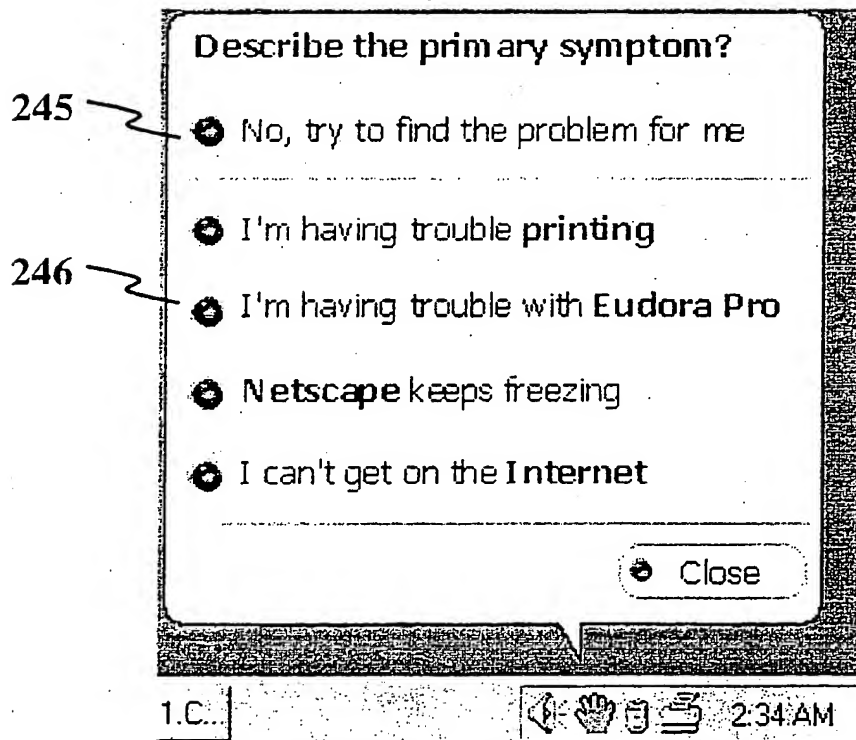 Describe the primary symptom?
245
No, try to find the problem for me
I'm having trouble printing
246
I'm having trouble with Eudora Pro
Netscape keeps freezing
I can't get on the Internet
Close
1.C...
2:34 AM